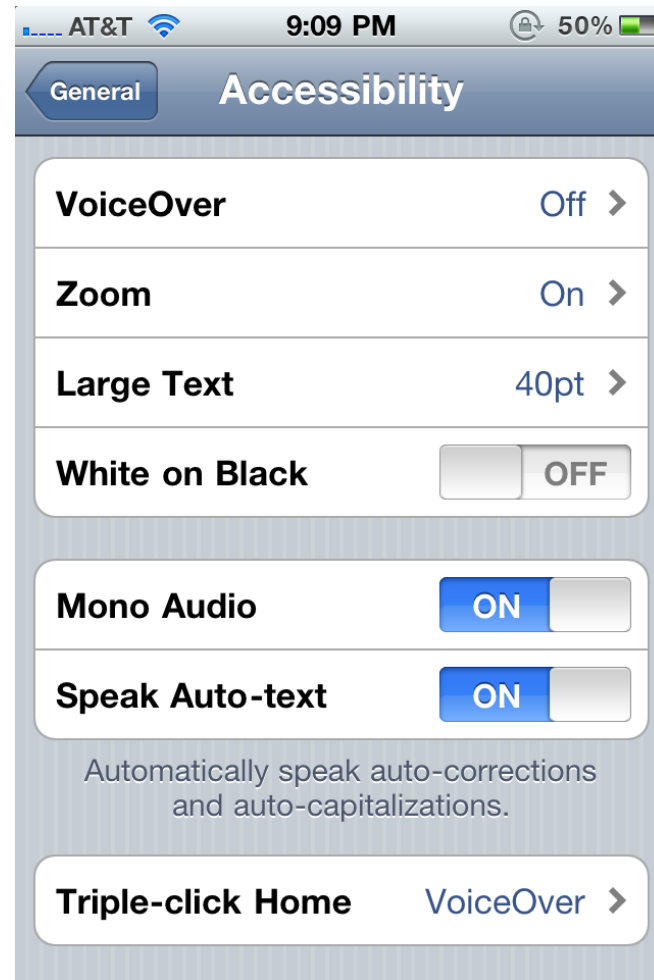 AT&T 9:09 PM 50%
General Accessibility
VoiceOver Off
Zoom On
Large Text 40pt
White on Black OFF
Mono Audio ON
Speak Auto-text ON
Automatically speak auto-corrections
and auto-capitalizations.
Triple-click Home VoiceOver